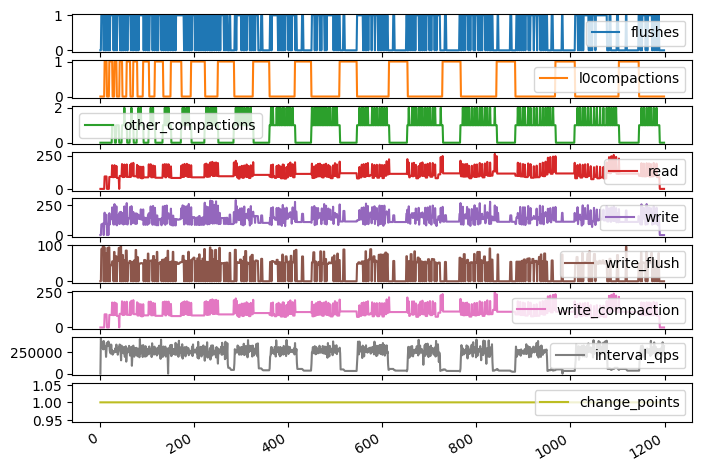 1
flushes
0
1
l0compactions
0
2
other_compactions
0
250
read
0
250
write
0
100
write_flush
0
250
write_compaction
0
250000
interval_qps
0
1.05
1.00
change_points
0.95
0 200 400 600 800 1000 1200